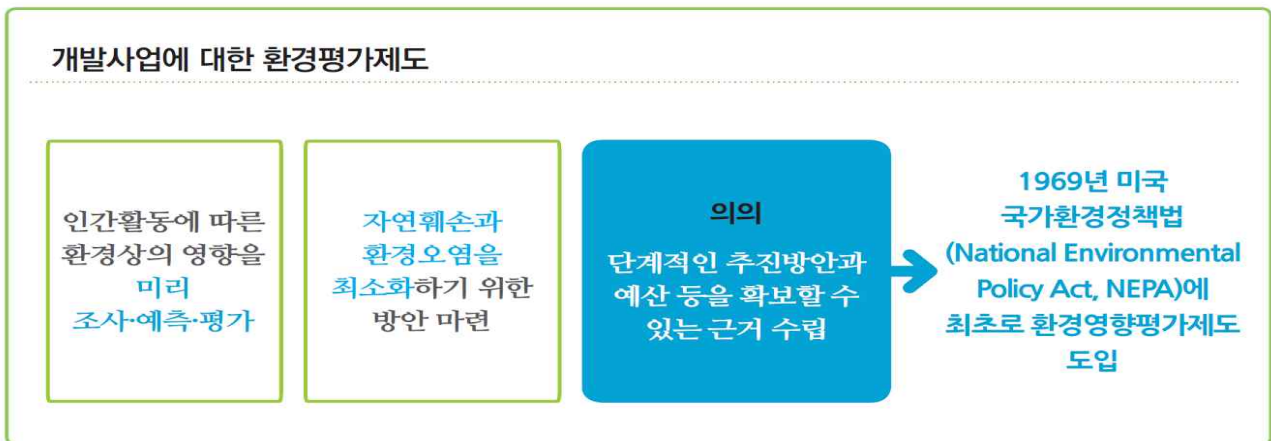 개발사업에 대한 환경평가제도
인간활동에 따른
환경상의 영향을
미리
조사·예측·평가
자연훼손과
환경오염을
최소화하기 위한
방안 마련
의의
단계적인 추진방안과
예산 등을 확보할 수
있는 근거 수립
1969년 미국
국가환경정책법
(National Environmental
Policy Act, NEPA)에
최초로 환경영향평가제도
도입